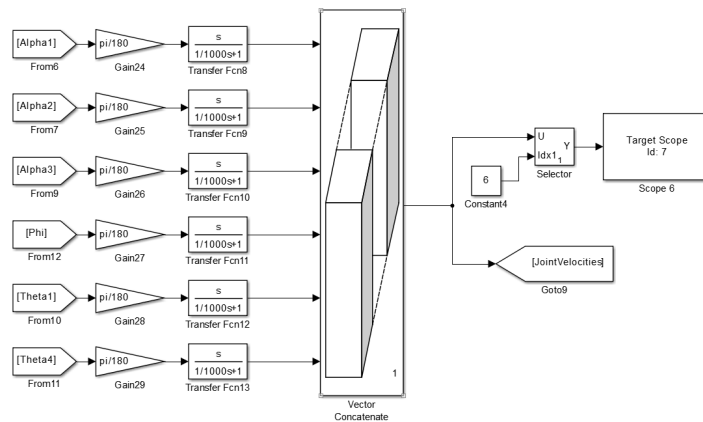 [Alpha1]
From6
pi/180
Gain24
s
1/1000s+1
Transfer Fcn8
[Alpha2]
From7
pi/180
Gain25
s
1/1000s+1
Transfer Fcn9
[Alpha3]
From9
pi/180
Gain26
s
1/1000s+1
Transfer Fcn10
[Phi]
From12
pi/180
Gain27
s
1/1000s+1
Transfer Fcn11
[Theta1]
From10
pi/180
Gain28
s
1/1000s+1
Transfer Fcn12
[Theta4]
From11
pi/180
Gain29
s
1/1000s+1
Transfer Fcn13
1
Vector
Concatenate
6
Constant4
U
Y
Idx1
1
Selector
Target Scope
Id: 7
Scope 6
[JointVelocities]
Goto9